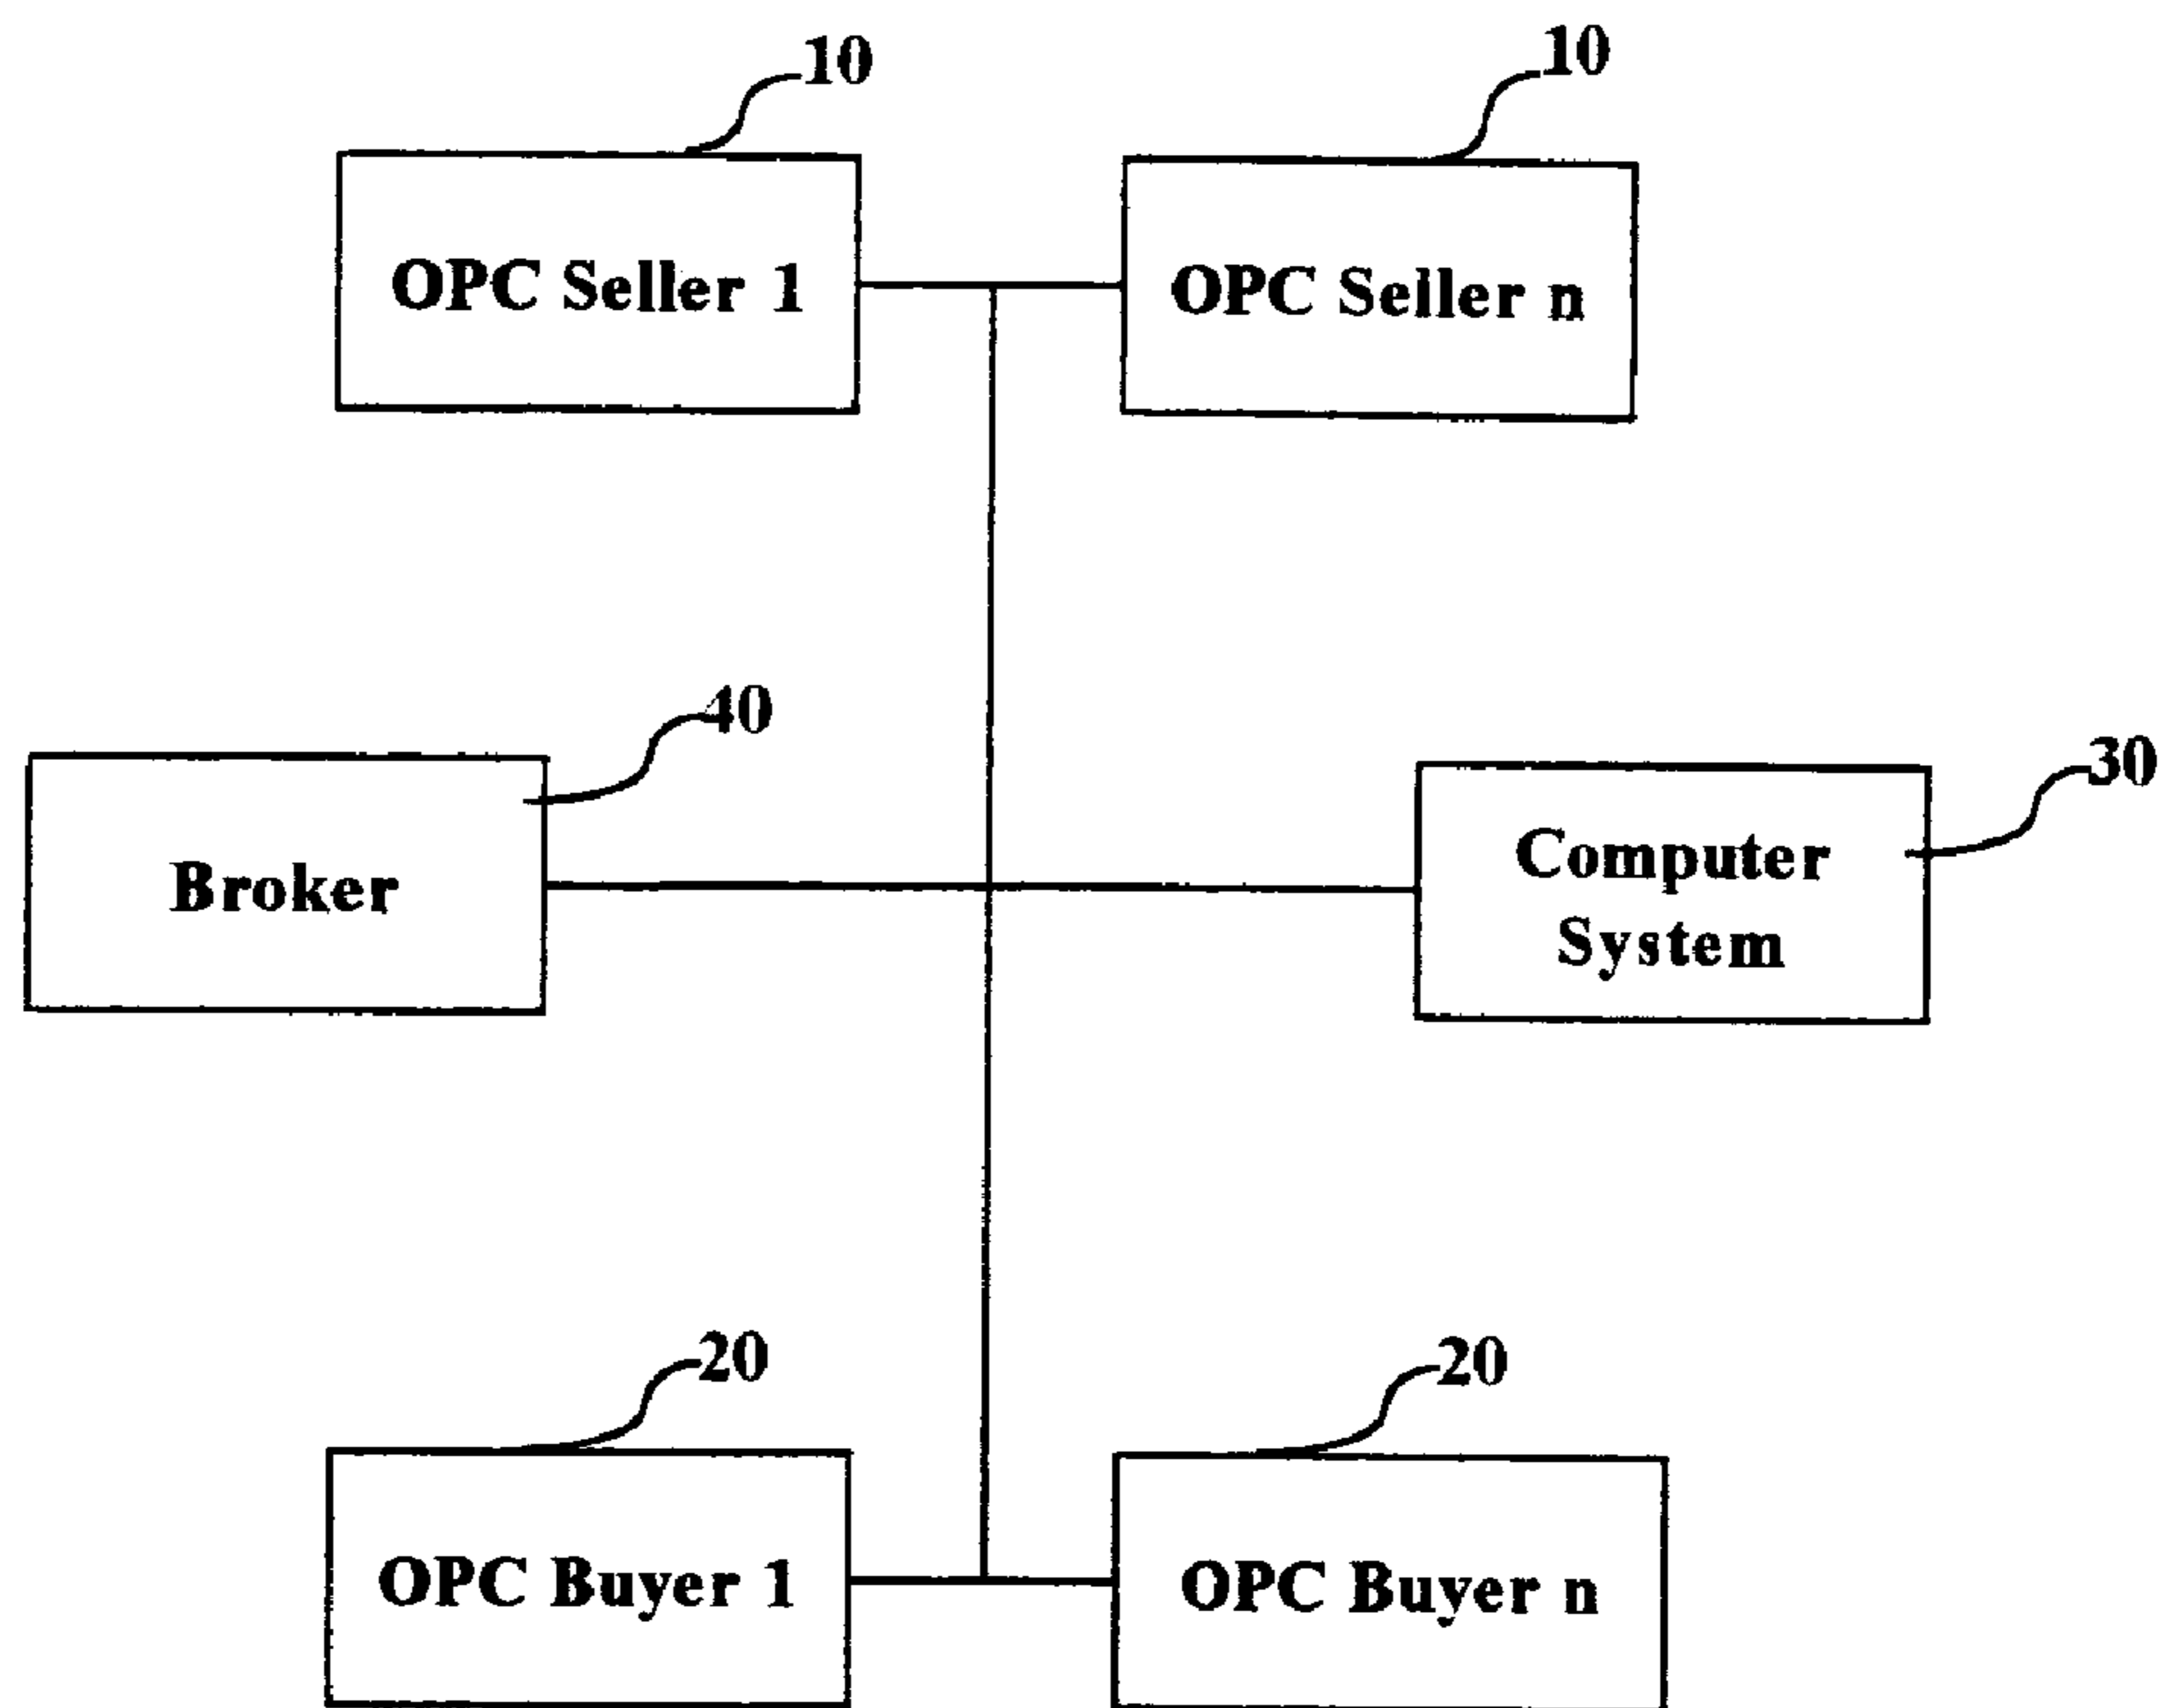 10
10
OPC Seller 1
OPC Seller n
40
30
Broker
Computer
System
20
20
OPC Buyer 1
OPC Buyer n